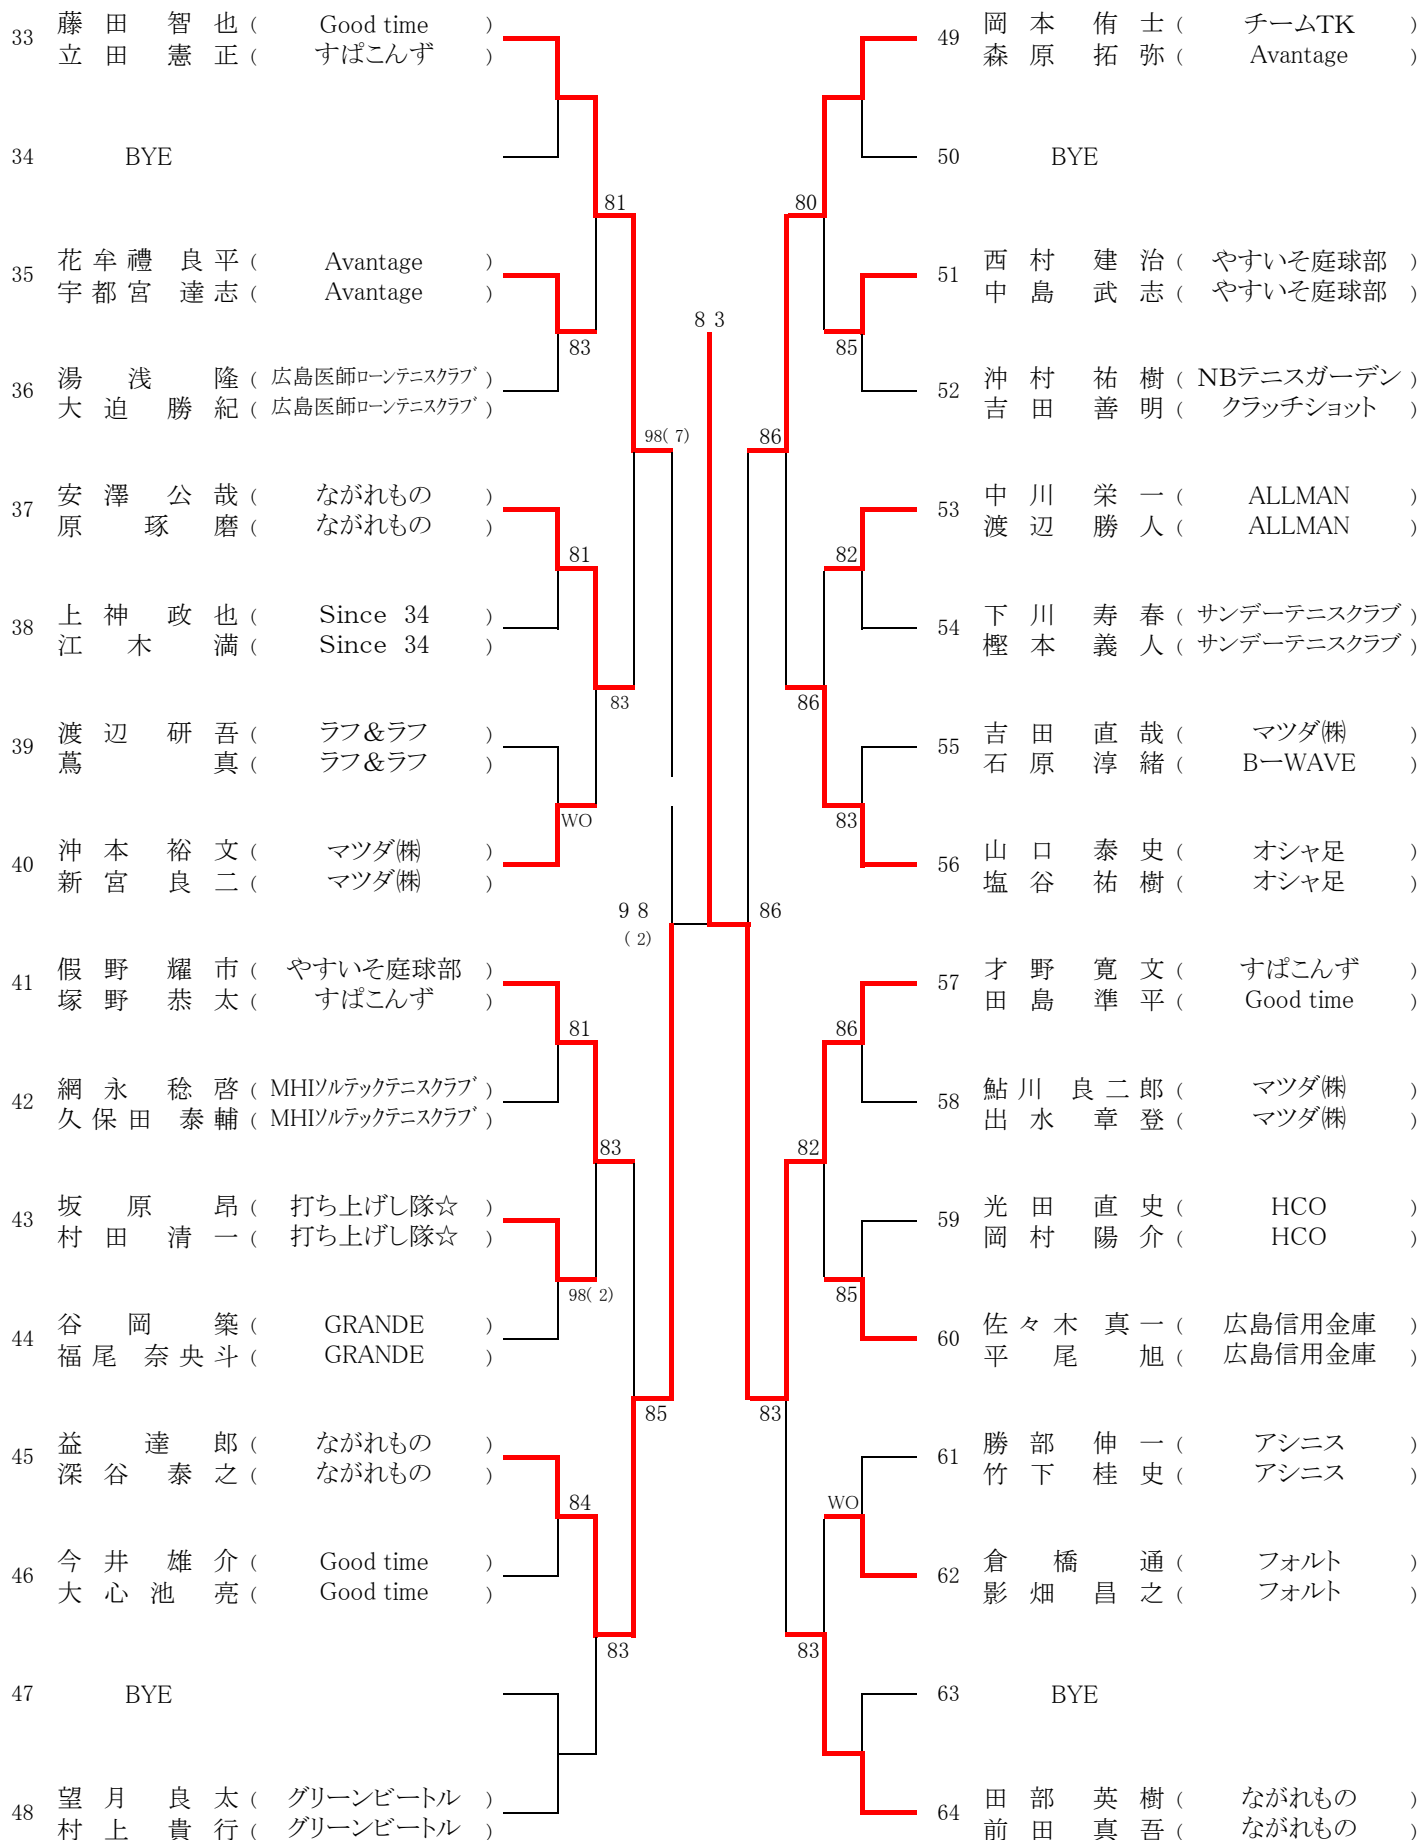 33 藤田 智也 ( Good time )
立田 憲正 ( すぱこんず )
34 BYE
81
35 花牟禮 良平 ( Avantage )
宇都宮 達志 ( Avantage )
83
36 湯浅 隆 ( 広島医師ローンテニスクラブ )
大迫 勝紀 ( 広島医師ローンテニスクラブ )
98( 7)
37 安澤 公哉 ( ながれもの )
原 琢磨 ( ながれもの )
81
38 上神 政也 ( Since 34 )
江木 満 ( Since 34 )
83
39 渡辺 研吾 ( ラフ&ラフ )
蔦 真 ( ラフ&ラフ )
WO
40 沖本 裕文 ( マツダ㈱ )
新宮 良二 ( マツダ㈱ )
9 8
( 2)
41 假野 耀市 ( やすいそ庭球部 )
塚野 恭太 ( すぱこんず )
81
42 網永 稔啓 ( MHIソルテックテニスクラブ )
久保田 泰輔 ( MHIソルテックテニスクラブ )
83
43 坂原 昂 ( 打ち上げし隊☆ )
村田 清一 ( 打ち上げし隊☆ )
98( 2)
44 谷岡 築 ( GRANDE )
福尾 奈央斗 ( GRANDE )
85
45 益 達郎 ( ながれもの )
深谷 泰之 ( ながれもの )
84
46 今井 雄介 ( Good time )
大心池 亮 ( Good time )
83
47 BYE
48 望月 良太 ( グリーンビートル )
村上 貴行 ( グリーンビートル )
8 3
49 岡本 侑士 ( チームTK )
森原 拓弥 ( Avantage )
50 BYE
80
51 西村 建治 ( やすいそ庭球部 )
中島 武志 ( やすいそ庭球部 )
85
52 沖村 祐樹 ( NBテニスガーデン )
吉田 善明 ( クラッチショット )
86
53 中川 栄一 ( ALLMAN )
渡辺 勝人 ( ALLMAN )
82
54 下川 寿春 ( サンデーテニスクラブ )
樫本 義人 ( サンデーテニスクラブ )
86
55 吉田 直哉 ( マツダ㈱ )
石原 淳緒 ( BーWAVE )
83
56 山口 泰史 ( オシャ足 )
塩谷 祐樹 ( オシャ足 )
86
57 才野 寛文 ( すぱこんず )
田島 準平 ( Good time )
86
58 鮎川 良二郎 ( マツダ㈱ )
出水 章登 ( マツダ㈱ )
82
59 光田 直史 ( HCO )
岡村 陽介 ( HCO )
85
60 佐々木 真一 ( 広島信用金庫 )
平尾 旭 ( 広島信用金庫 )
83
61 勝部 伸一 ( アシニス )
竹下 桂史 ( アシニス )
WO
62 倉橋 通 ( フォルト )
影畑 昌之 ( フォルト )
83
63 BYE
64 田部 英樹 ( ながれもの )
前田 真吾 ( ながれもの )